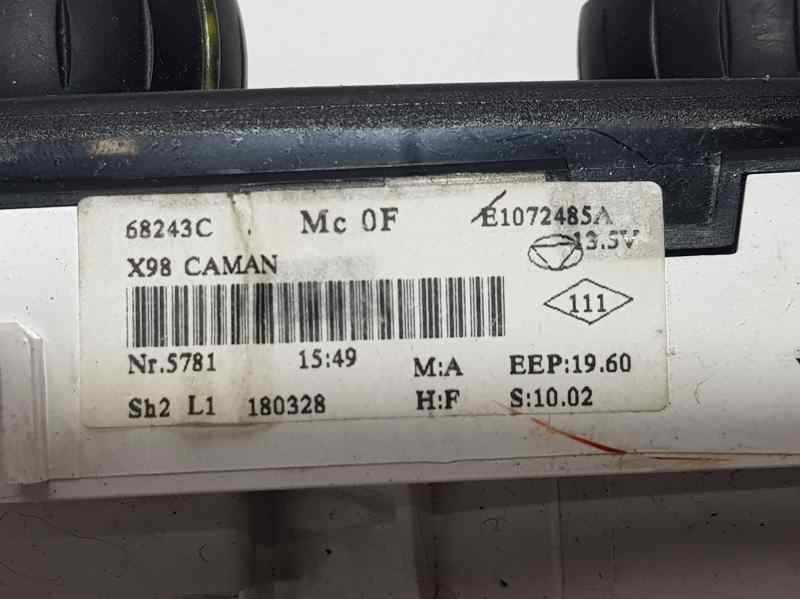 68243C Mc 0F E1072485A
13.5V
X98 CAMAN
111
Nr.5781 15:49 M:A EEP:19.60
Sh2 L1 180328 H:F S:10.02